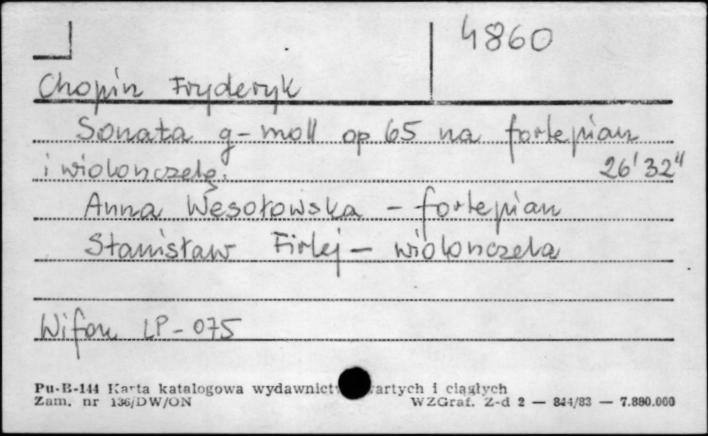 4860
Chopin Fryderyk
Sonata g-moll op 65 na fortepian
i wiolonczelę. 26'32"
Anna Wesołowska - fortepian
Stanisław Firlej - wiolonczela
Wifon LP-075
Pu-B-144 Karta katalogowa wydawnictw zwartych i ciągłych
Zam. nr 136/DW/ON WZGraf. Z-d 2 — 844/83 — 7.880.000